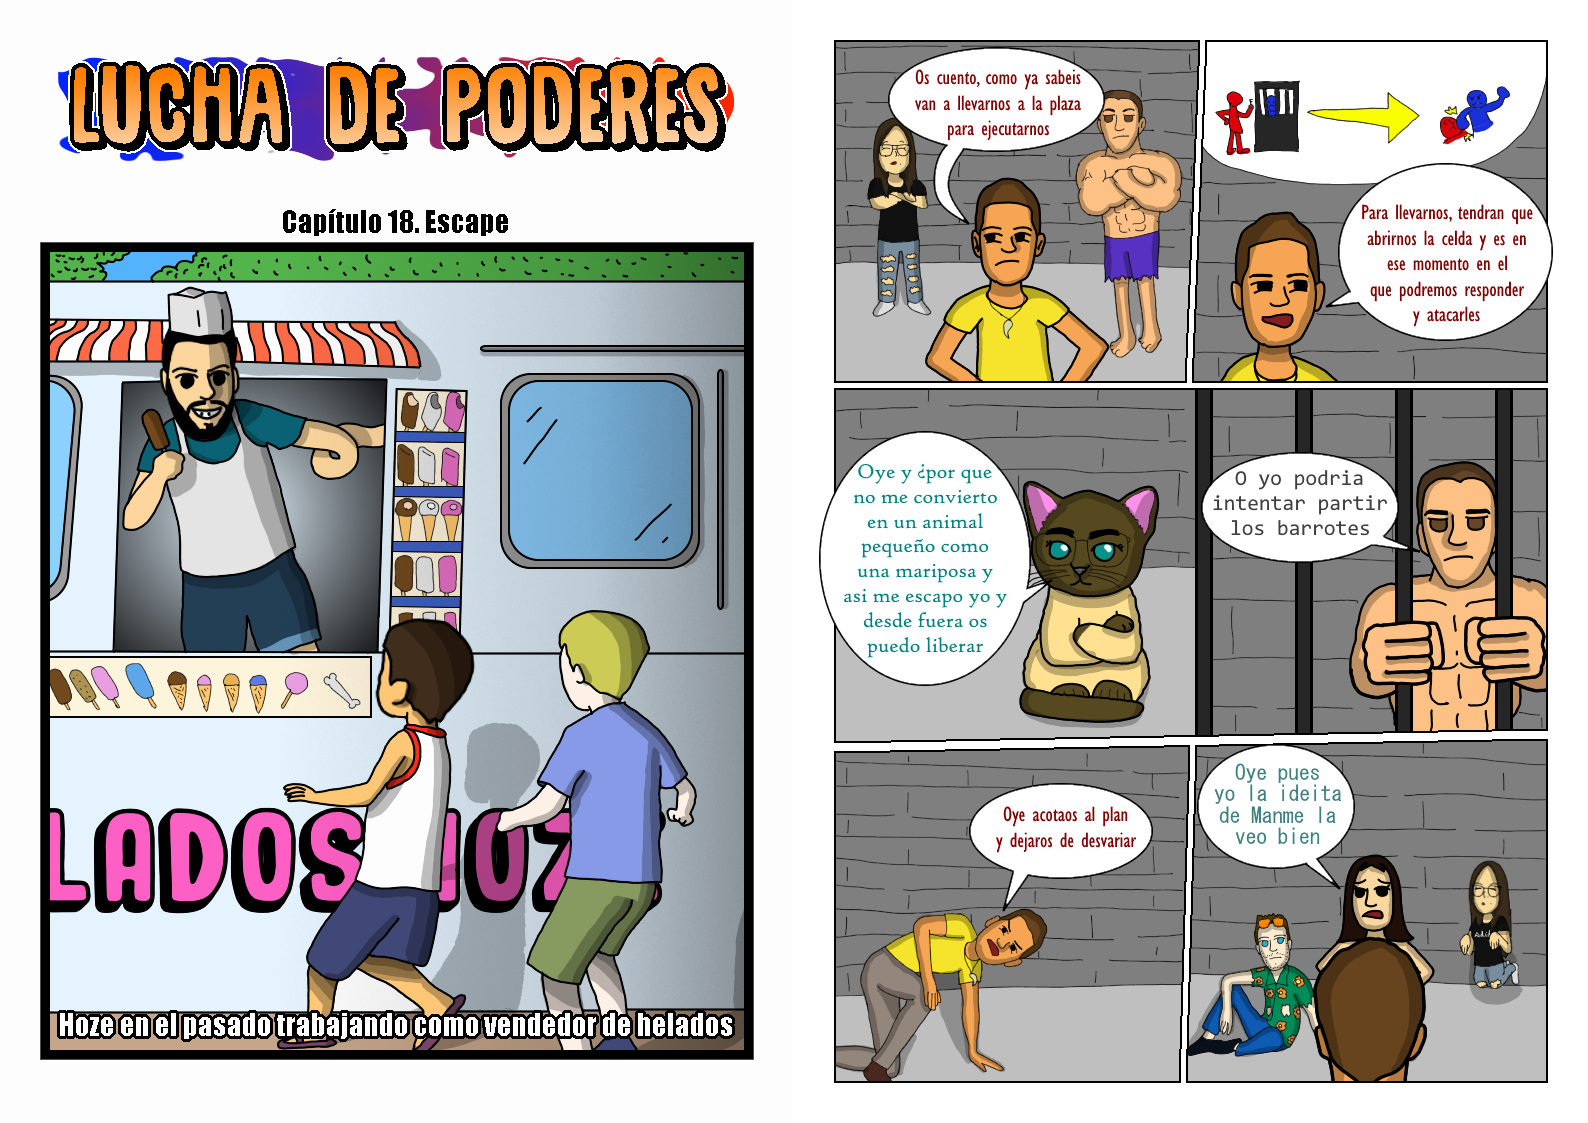 LUCHA DE PODERES
Capítulo 18. Escape
LADOS HOZ
Hoze en el pasado trabajando como vendedor de helados
Os cuento, como ya sabeis
van a llevarnos a la plaza
para ejecutarnos
Para llevarnos, tendran que
abrirnos la celda y es en
ese momento en el
que podremos responder
y atacarles
Oye y ¿por que
no me convierto
en un animal
pequeño como
una mariposa y
asi me escapo yo y
desde fuera os
puedo liberar
O yo podria
intentar partir
los barrotes
Oye acotaos al plan
y dejaros de desvariar
Oye pues
yo la ideita
de Manme la
veo bien